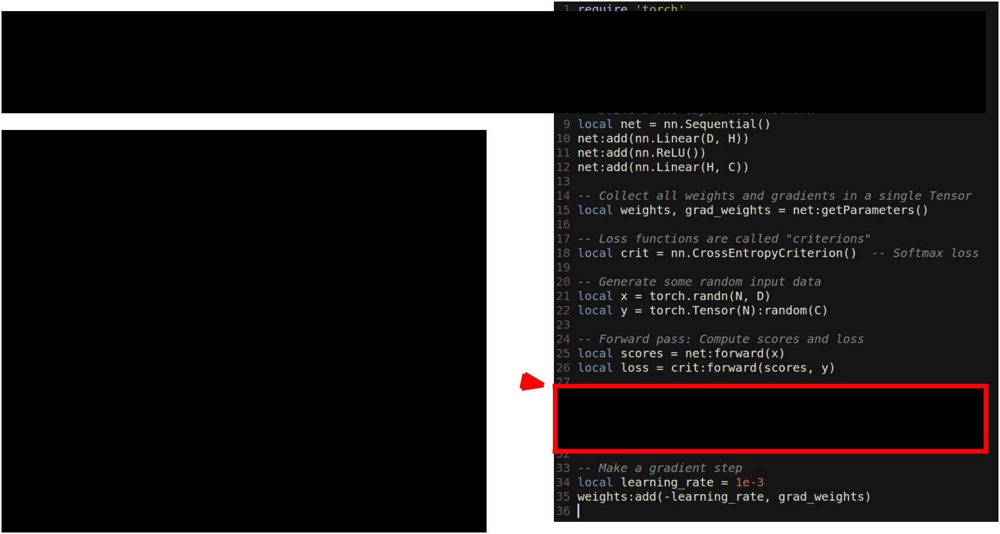 1 require 'torch'
9 local net = nn.Sequential()
10 net:add(nn.Linear(D, H))
11 net:add(nn.ReLU())
12 net:add(nn.Linear(H, C))
13
14 -- Collect all weights and gradients in a single Tensor
15 local weights, grad_weights = net:getParameters()
16
17 -- Loss functions are called "criterions"
18 local crit = nn.CrossEntropyCriterion()  -- Softmax loss
19
20 -- Generate some random input data
21 local x = torch.randn(N, D)
22 local y = torch.Tensor(N):random(C)
23
24 -- Forward pass: Compute scores and loss
25 local scores = net:forward(x)
26 local loss = crit:forward(scores, y)
27
32
33 -- Make a gradient step
34 local learning_rate = 1e-3
35 weights:add(-learning_rate, grad_weights)
36